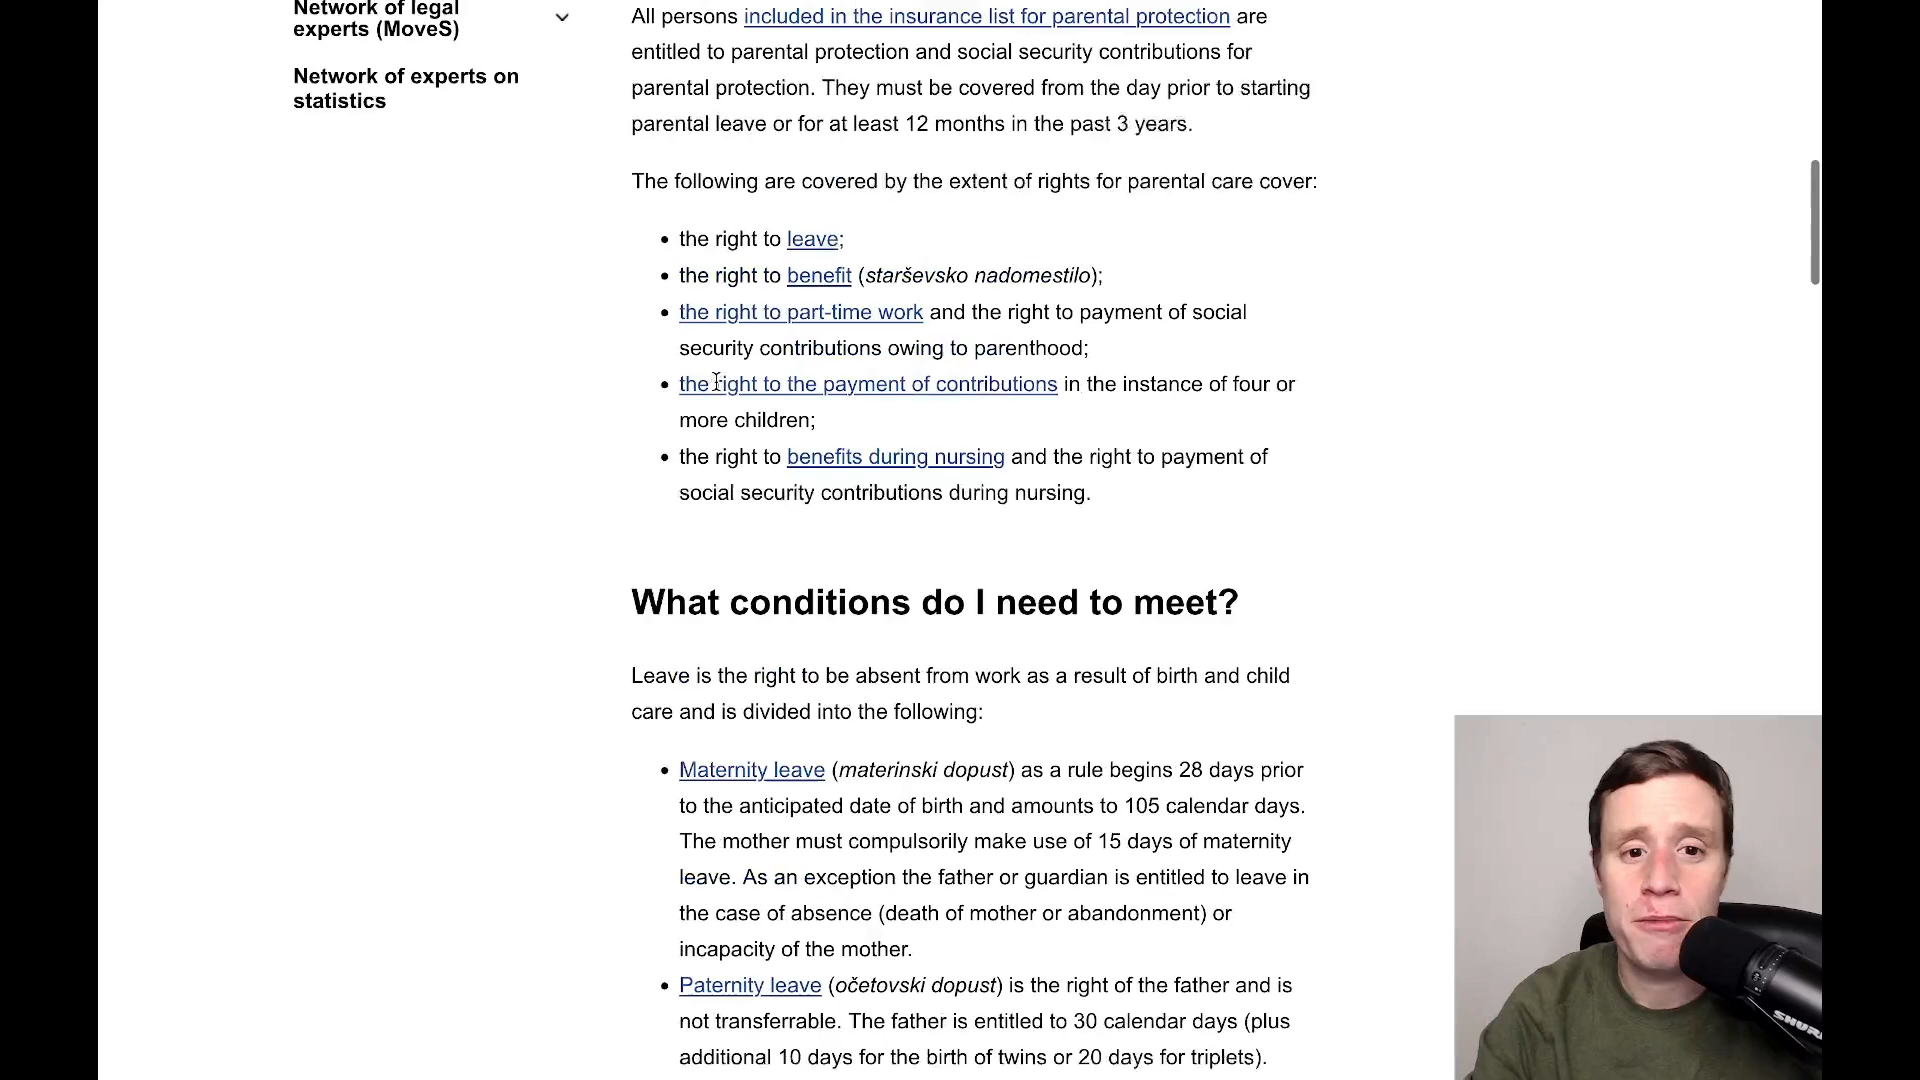 Network of legal
experts (MoveS)
Network of experts on
statistics
All persons included in the insurance list for parental protection are
entitled to parental protection and social security contributions for
parental protection. They must be covered from the day prior to starting
parental leave or for at least 12 months in the past 3 years.
The following are covered by the extent of rights for parental care cover:
• the right to leave;
• the right to benefit (starševsko nadomestilo);
• the right to part-time work and the right to payment of social
security contributions owing to parenthood;
• the right to the payment of contributions in the instance of four or
more children;
• the right to benefits during nursing and the right to payment of
social security contributions during nursing.
What conditions do I need to meet?
Leave is the right to be absent from work as a result of birth and child
care and is divided into the following:
• Maternity leave (materinski dopust) as a rule begins 28 days prior
to the anticipated date of birth and amounts to 105 calendar days.
The mother must compulsorily make use of 15 days of maternity
leave. As an exception the father or guardian is entitled to leave in
the case of absence (death of mother or abandonment) or
incapacity of the mother.
• Paternity leave (očetovski dopust) is the right of the father and is
not transferrable. The father is entitled to 30 calendar days (plus
additional 10 days for the birth of twins or 20 days for triplets).
SHURE